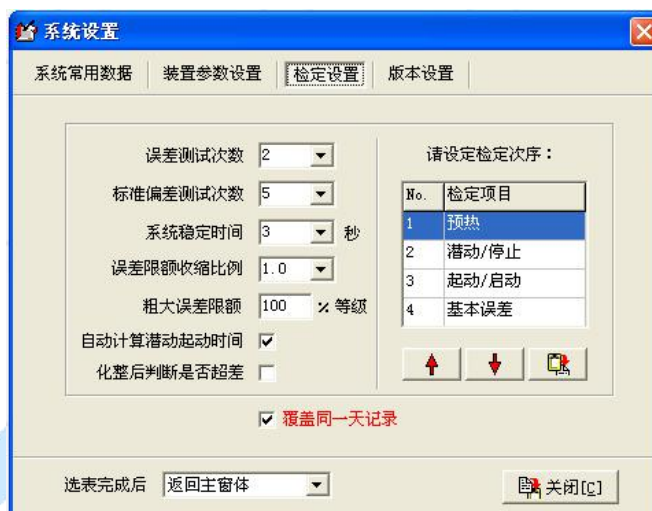 系统设置
系统常用数据 装置参数设置 检定设置 版本设置
误差测试次数 2
标准偏差测试次数 5
系统稳定时间 3 秒
误差限额收缩比例 1.0
粗大误差限额 100 % 等级
自动计算潜动起动时间
化整后判断是否超差
请设定检定次序：
No. 检定项目
1 预热
2 潜动/停止
3 起动/启动
4 基本误差
覆盖同一天记录
选表完成后 返回主窗体
关闭[C]